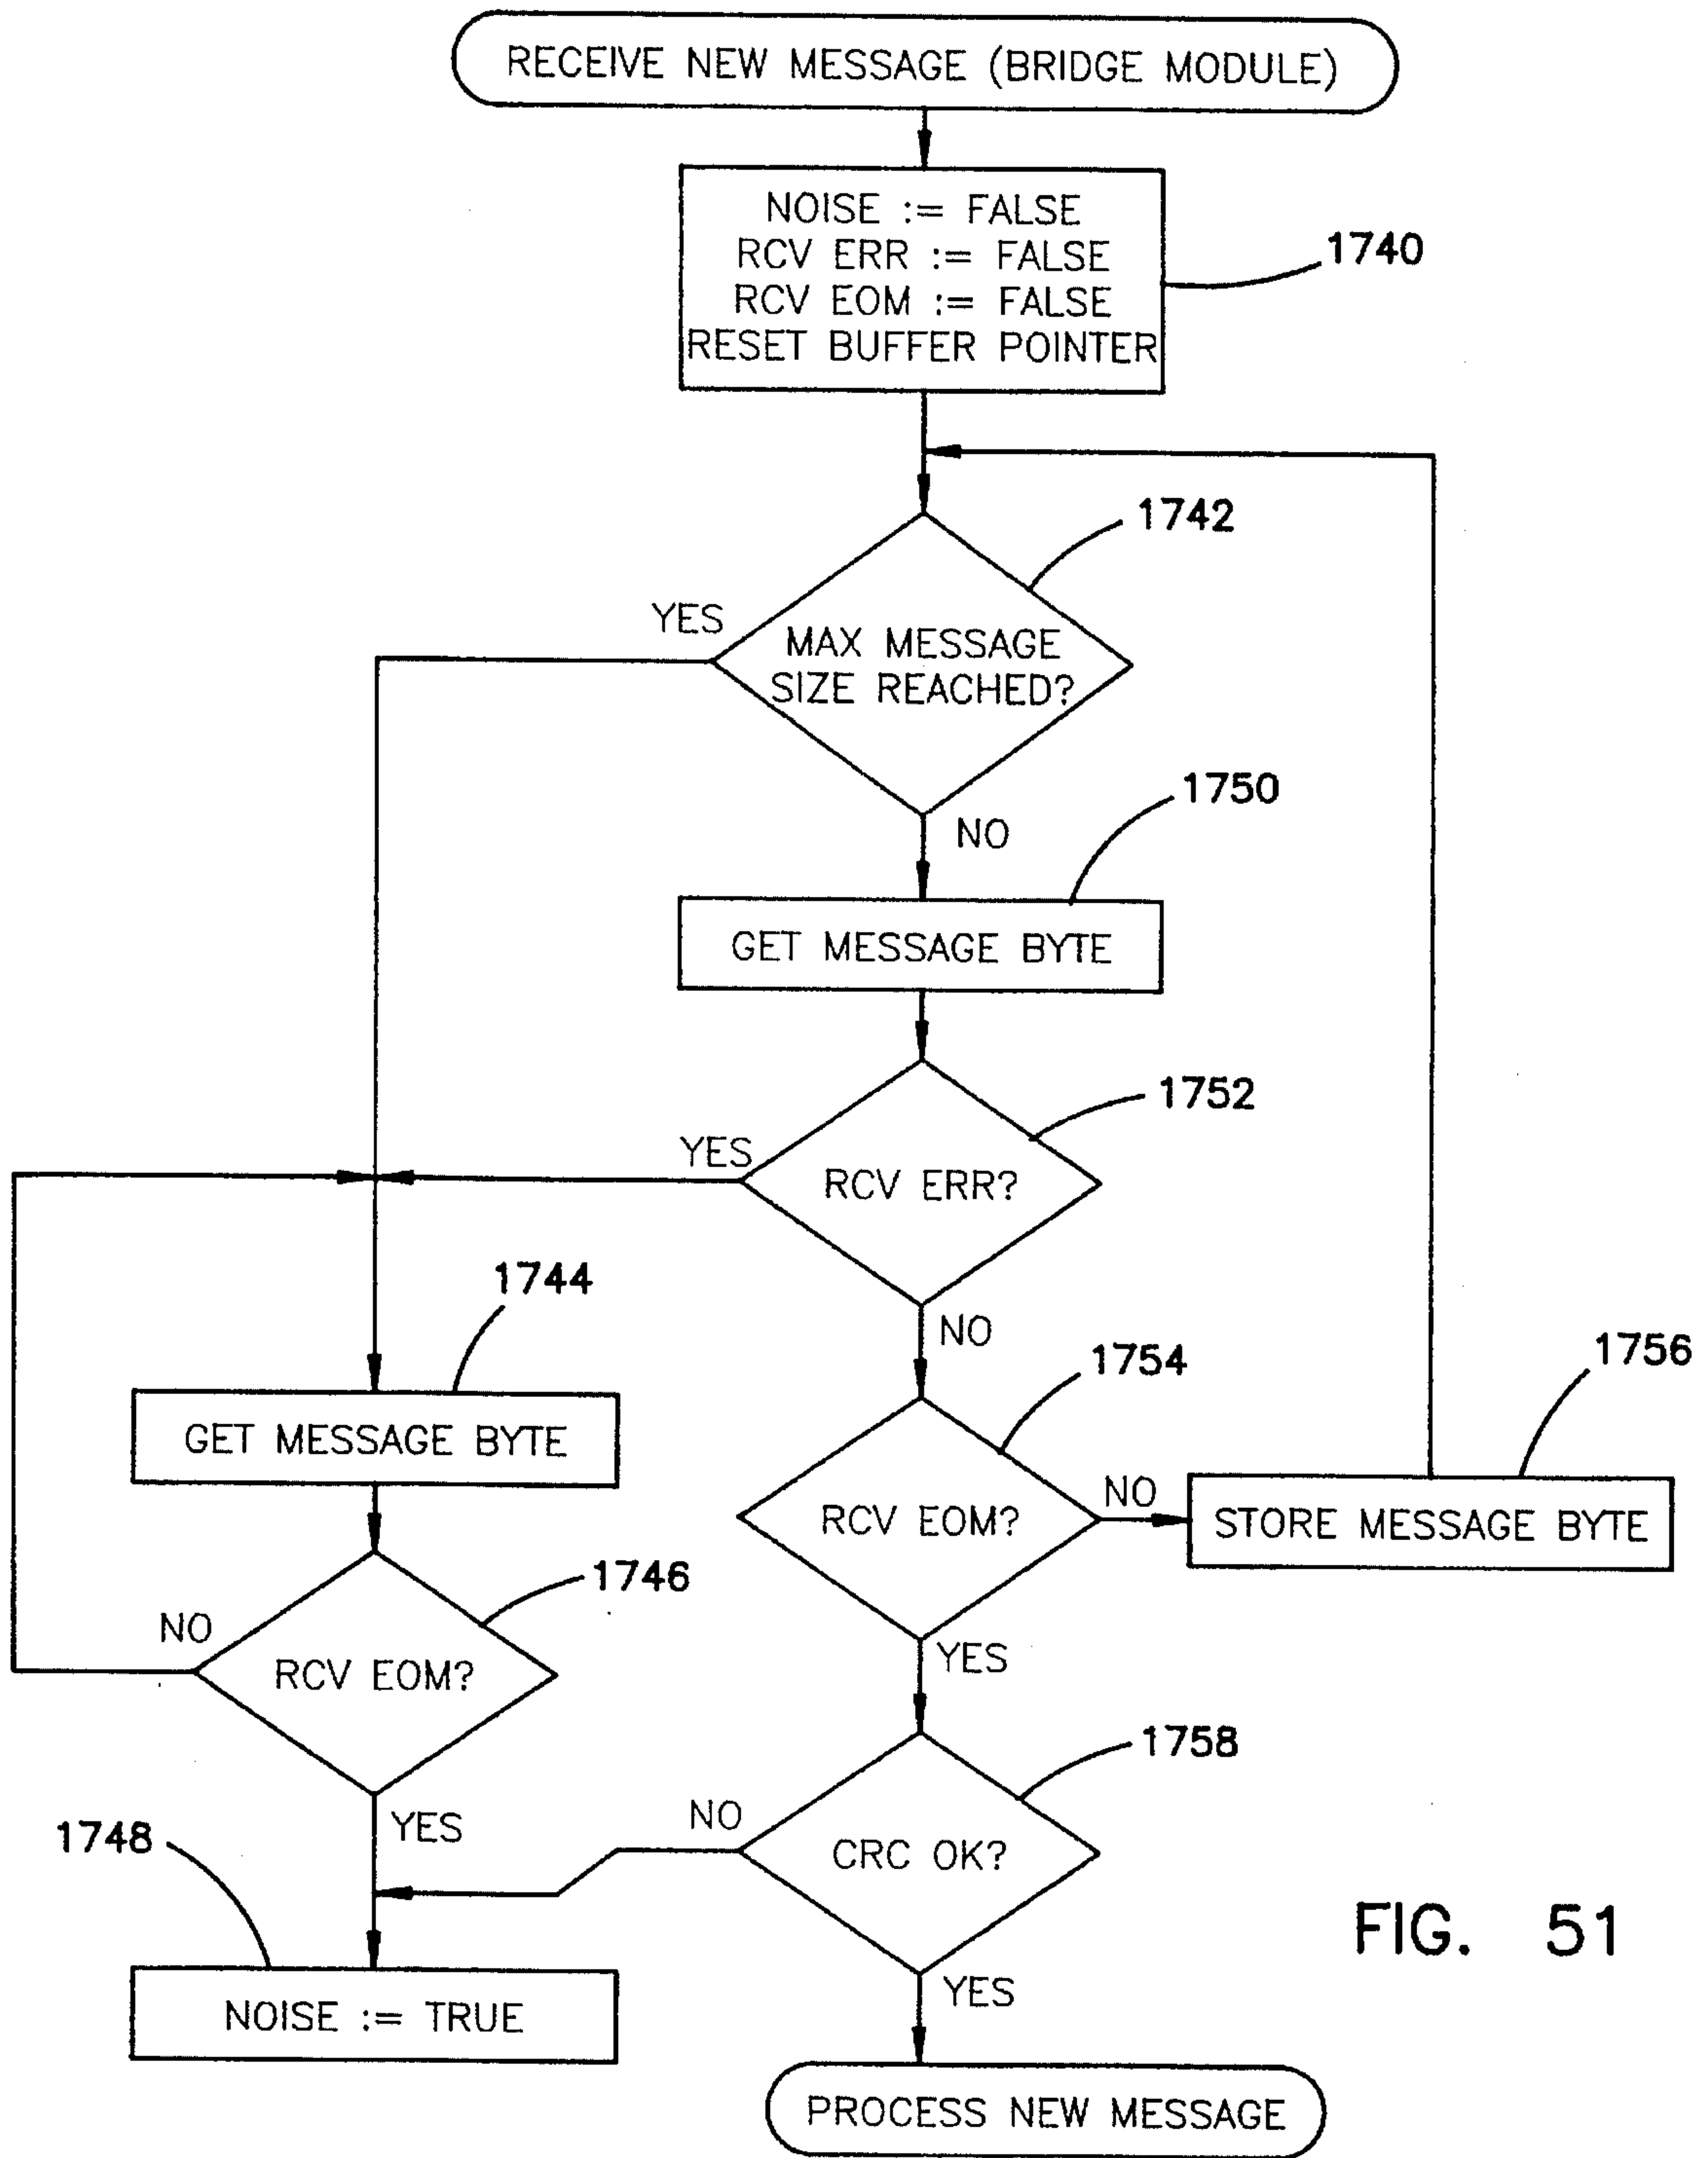 RECEIVE NEW MESSAGE (BRIDGE MODULE)
NOISE := FALSE
RCV ERR := FALSE
RCV EOM := FALSE
RESET BUFFER POINTER
1740
1742
YES
MAX MESSAGE
SIZE REACHED?
NO
1750
GET MESSAGE BYTE
1752
YES
RCV ERR?
NO
1744
GET MESSAGE BYTE
1754
1756
RCV EOM?
NO
STORE MESSAGE BYTE
YES
1746
NO
RCV EOM?
YES
1758
NO
CRC OK?
YES
1748
NOISE := TRUE
PROCESS NEW MESSAGE
FIG. 51